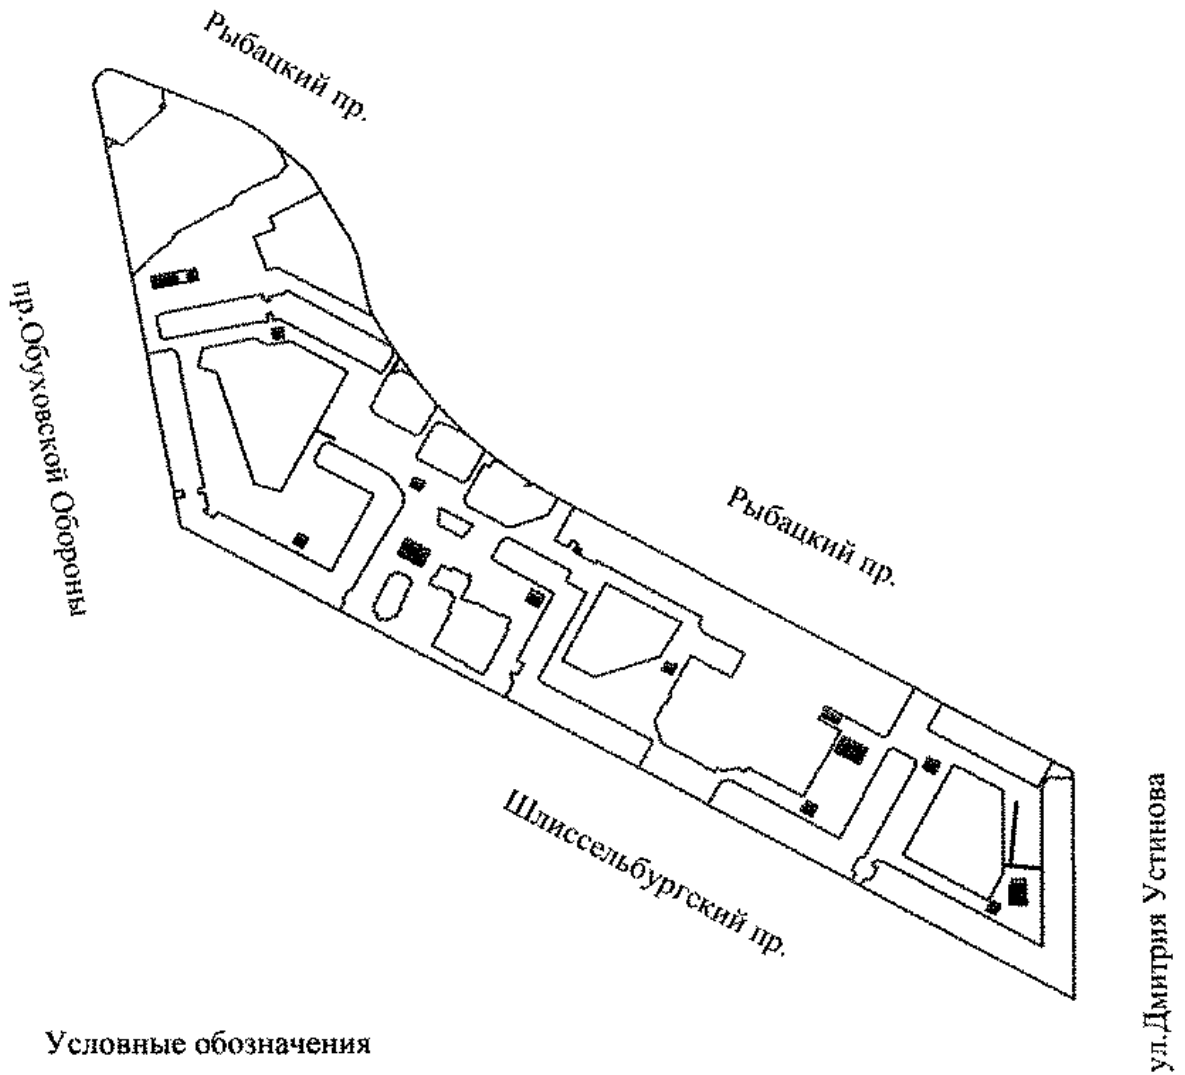 Рыбацкий пр.
пр.Обуховской Обороны
Рыбацкий пр.
Шлиссельбургский пр.
ул.Дмитрия Устинова
Условные обозначения